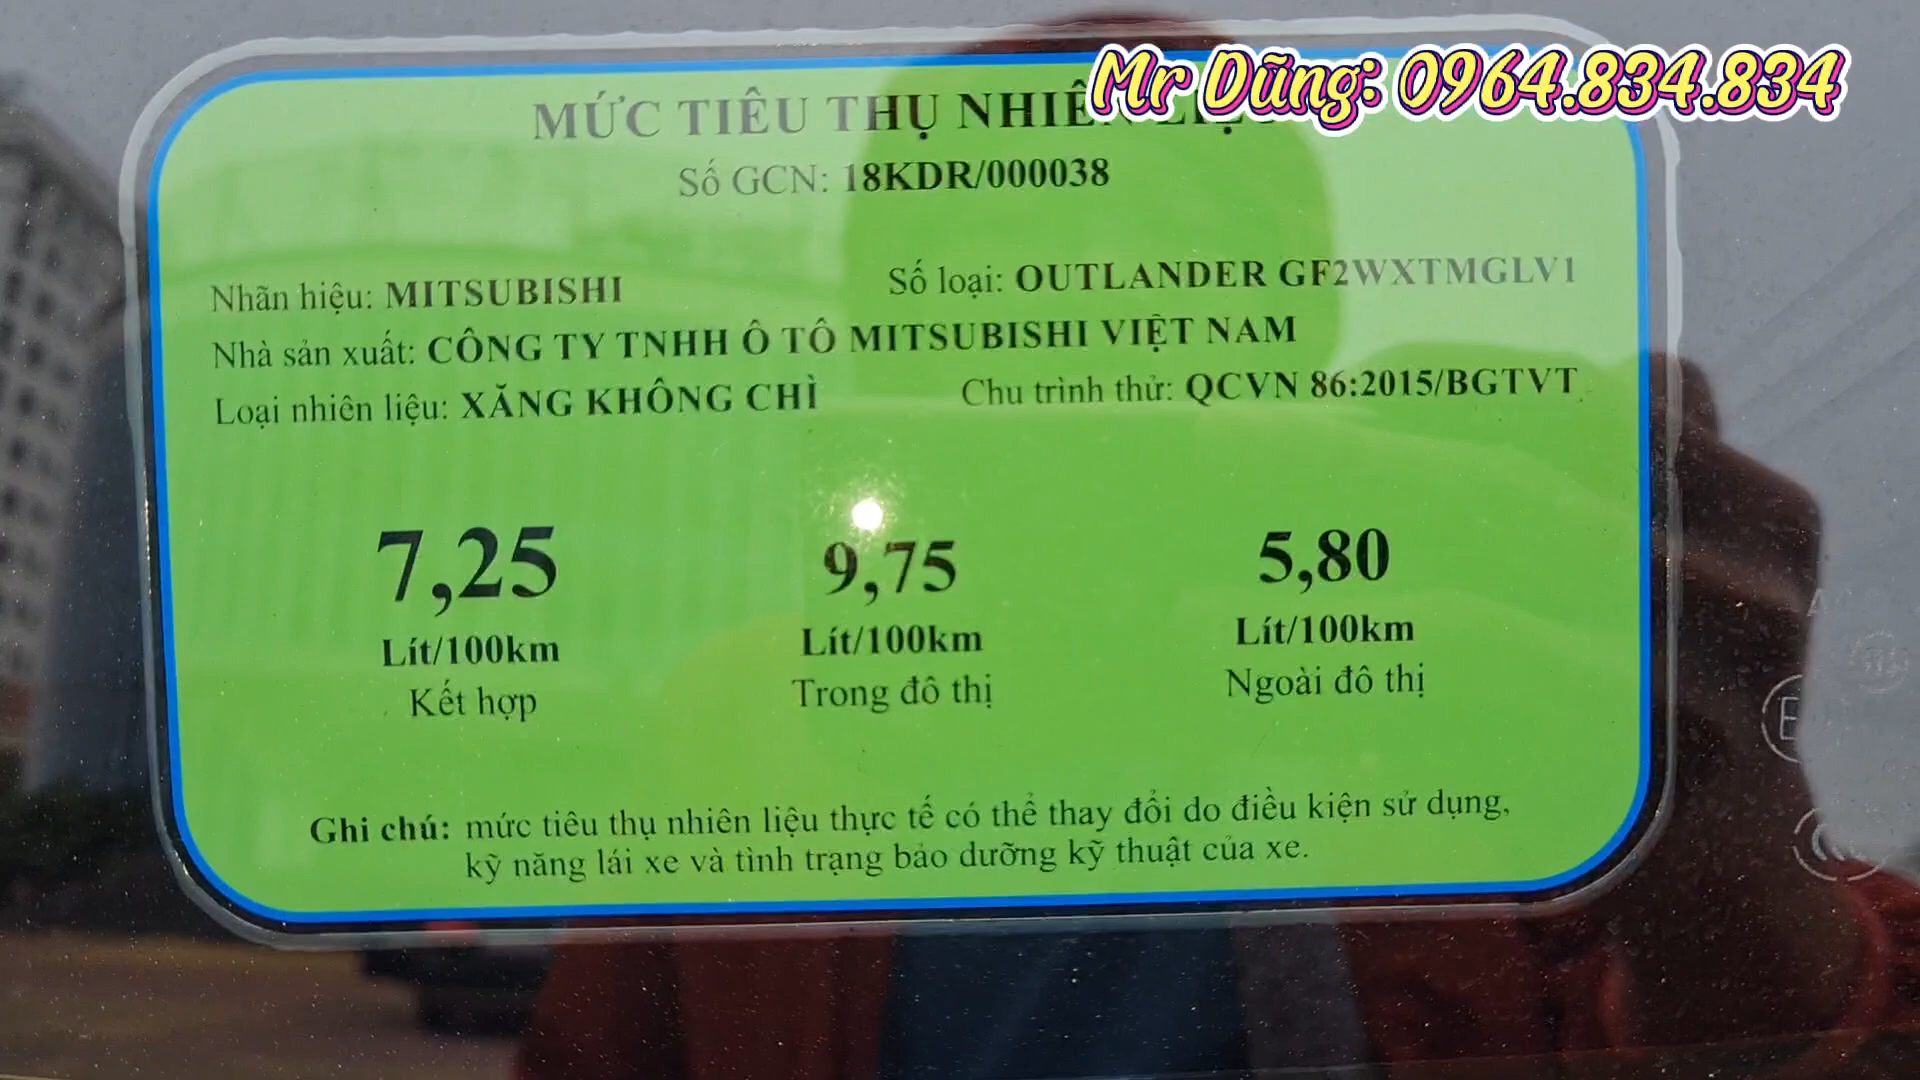 Mr Dũng: 0964.834.834
MỨC TIÊU THỤ NHIÊN
Số GCN: 18KDR/000038
Nhãn hiệu: MITSUBISHI Số loại: OUTLANDER GF2WXTMGLV1
Nhà sản xuất: CÔNG TY TNHH Ô TÔ MITSUBISHI VIỆT NAM
Loại nhiên liệu: XĂNG KHÔNG CHÌ Chu trình thử: QCVN 86:2015/BGTVT
7,25 9,75 5,80
Lít/100km Lít/100km Lít/100km
Kết hợp Trong đô thị Ngoài đô thị
Ghi chú: mức tiêu thụ nhiên liệu thực tế có thể thay đổi do điều kiện sử dụng,
kỹ năng lái xe và tình trạng bảo dưỡng kỹ thuật của xe.